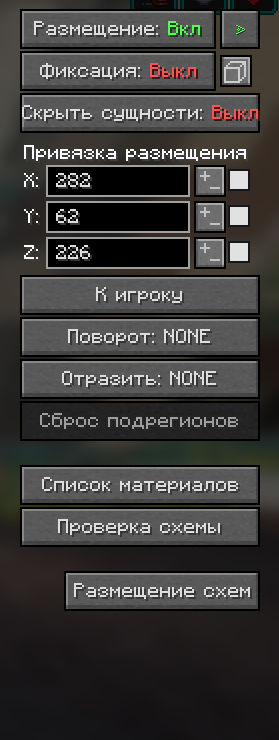 Размещение: Вкл >
Фиксация: Выкл
Скрыть сущности: Выкл
Привязка размещения
X: 282
Y: 62
Z: 226
К игроку
Поворот: NONE
Отразить: NONE
Сброс подрегионов
Список материалов
Проверка схемы
Размещение схем